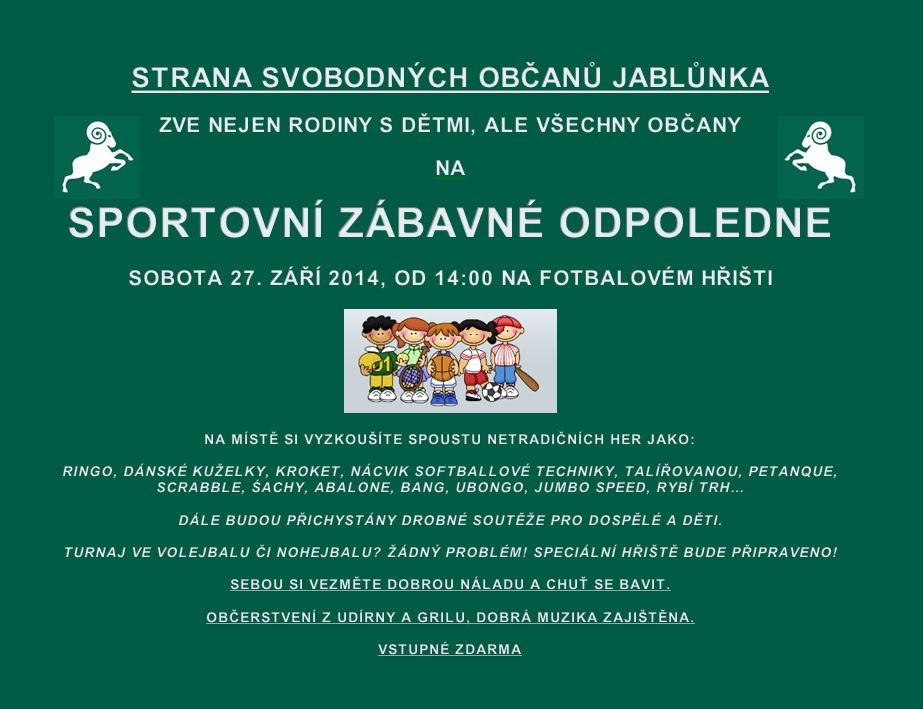 STRANA SVOBODNÝCH OBČANŮ JABLŮNKA
ZVE NEJEN RODINY S DĚTMI, ALE VŠECHNY OBČANY
NA
SPORTOVNÍ ZÁBAVNÉ ODPOLEDNE
SOBOTA 27. ZÁŘÍ 2014, OD 14:00 NA FOTBALOVÉM HŘIŠTI
01
NA MÍSTĚ SI VYZKOUŠÍTE SPOUSTU NETRADIČNÍCH HER JAKO:
RINGO, DÁNSKÉ KUŽELKY, KROKET, NÁCVIK SOFTBALLOVÉ TECHNIKY, TALÍŘOVANOU, PETANQUE,
SCRABBLE, ŚACHY, ABALONE, BANG, UBONGO, JUMBO SPEED, RYBÍ TRH...
DÁLE BUDOU PŘICHYSTÁNY DROBNÉ SOUTĚŽE PRO DOSPĚLÉ A DĚTI.
TURNAJ VE VOLEJBALU ČI NOHEJBALU? ŽÁDNÝ PROBLÉM! SPECIÁLNÍ HŘIŠTĚ BUDE PŘIPRAVENO!
SEBOU SI VEZMĚTE DOBROU NÁLADU A CHUŤ SE BAVIT.
OBČERSTVENÍ Z UDÍRNY A GRILU, DOBRÁ MUZIKA ZAJIŠTĚNA.
VSTUPNÉ ZDARMA